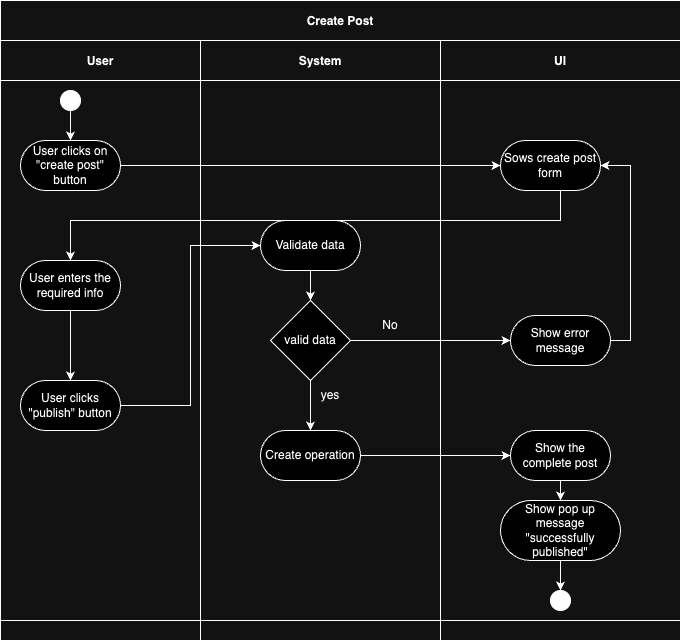 Create Post
User
System
UI
User clicks on
"create post"
button
Sows create post
form
Validate data
User enters the
required info
valid data
No
Show error
message
User clicks
"publish" button
yes
Create operation
Show the
complete post
Show pop up
message
"successfully
published"